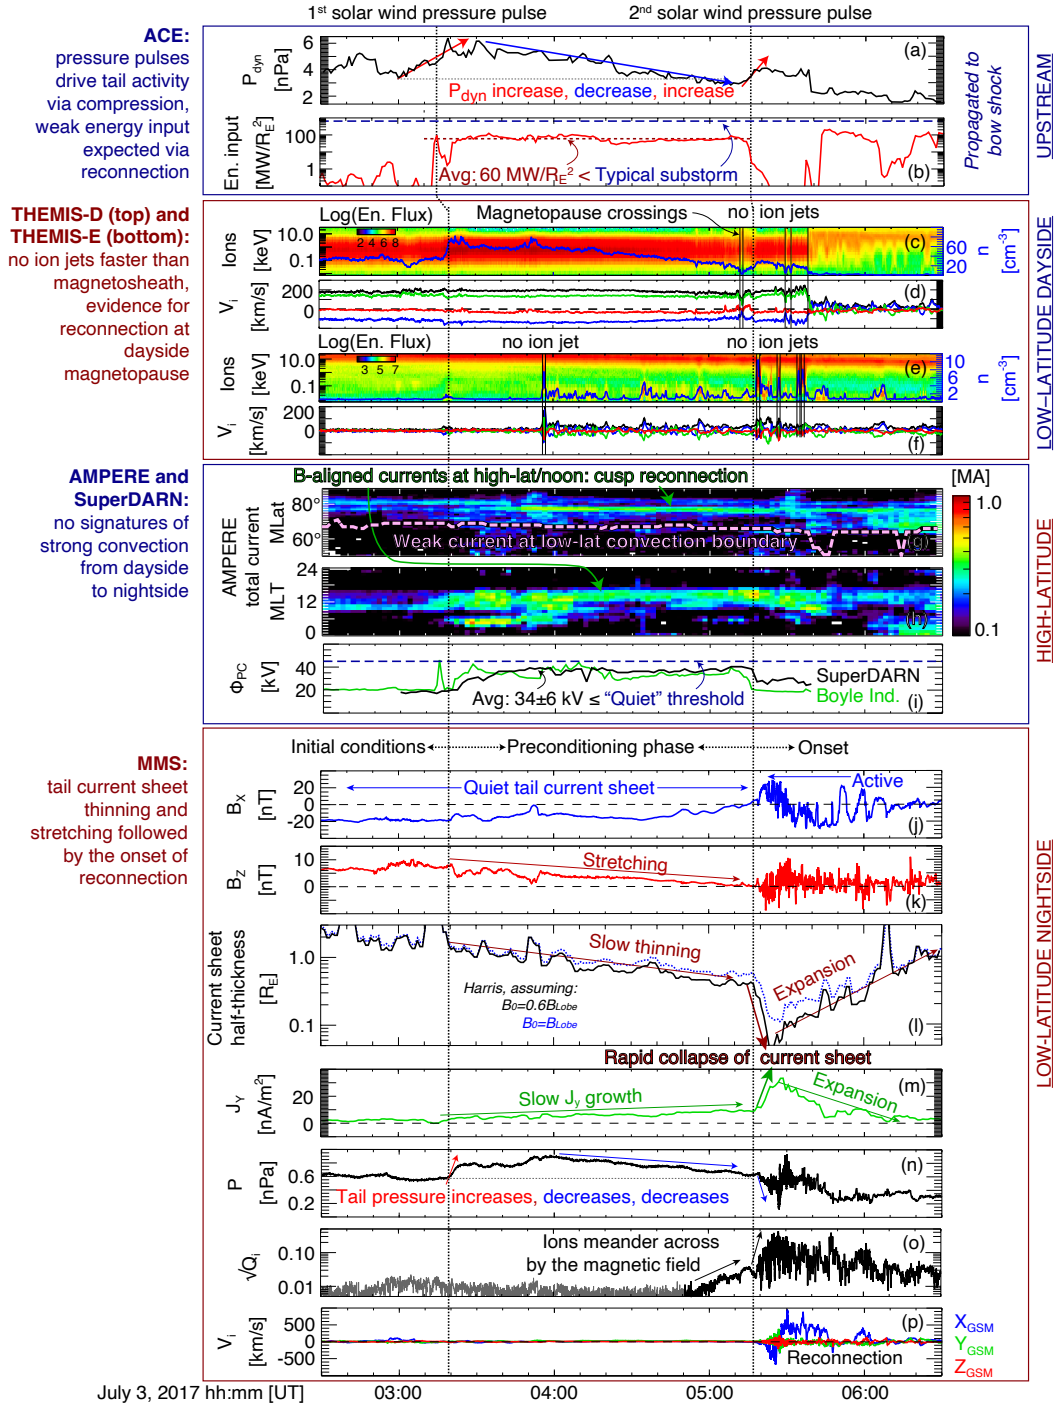 1st solar wind pressure pulse
2nd solar wind pressure pulse
ACE:
pressure pulses
drive tail activity
via compression,
weak energy input
expected via
reconnection
PDyn
[nPa]
6
4
2
(a)
PDyn increase, decrease, increase
En. input
[MW/RE2]
100
1
Avg: 60 MW/RE2 < Typical substorm
(b)
Propagated to
bow shock
UPSTREAM
THEMIS-D (top) and
THEMIS-E (bottom):
no ion jets faster than
magnetosheath,
evidence for
reconnection at
dayside
magnetopause
Log(En. Flux)
Magnetopause crossings
no ion jets
Ions
[keV]
10.0
0.1
2 4 6 8
(c)
60
20
n
[cm-3]
Vi
[km/s]
200
0
(d)
Log(En. Flux)
no ion jet
no ion jets
Ions
[keV]
10.0
0.1
3 5 7
(e)
10
6
2
n
[cm-3]
Vi
[km/s]
200
0
(f)
LOW-LATITUDE DAYSIDE
AMPERE and
SuperDARN:
no signatures of
strong convection
from dayside
to nightside
B-aligned currents at high-lat/noon: cusp reconnection
[MA]
AMPERE
total current
MLat
80°
60°
Weak current at low-lat convection boundary
(g)
1.0
0.1
MLT
24
12
0
(h)
ΦPC
[kV]
40
20
0
SuperDARN
Boyle Ind.
Avg: 34±6 kV ≤ "Quiet" threshold
(i)
HIGH-LATITUDE
MMS:
tail current sheet
thinning and
stretching followed
by the onset of
reconnection
Initial conditions
Preconditioning phase
Onset
BX
[nT]
20
0
-20
Quiet tail current sheet
Active
(j)
BZ
[nT]
10
0
Stretching
(k)
Current sheet
half-thickness
[RE]
1.0
0.1
Slow thinning
Expansion
Harris, assuming:
B0=0.6BLobe
B0=BLobe
(l)
Rapid collapse of current sheet
JY
[nA/m2]
20
0
Slow Jy growth
Expansion
(m)
P
[nPa]
0.6
0.2
Tail pressure increases, decreases, decreases
(n)
√Qi
0.10
0.01
Ions meander across
by the magnetic field
(o)
Vi
[km/s]
500
0
-500
Reconnection
(p)
XGSM
YGSM
ZGSM
LOW-LATITUDE NIGHTSIDE
July 3, 2017 hh:mm [UT]
03:00
04:00
05:00
06:00